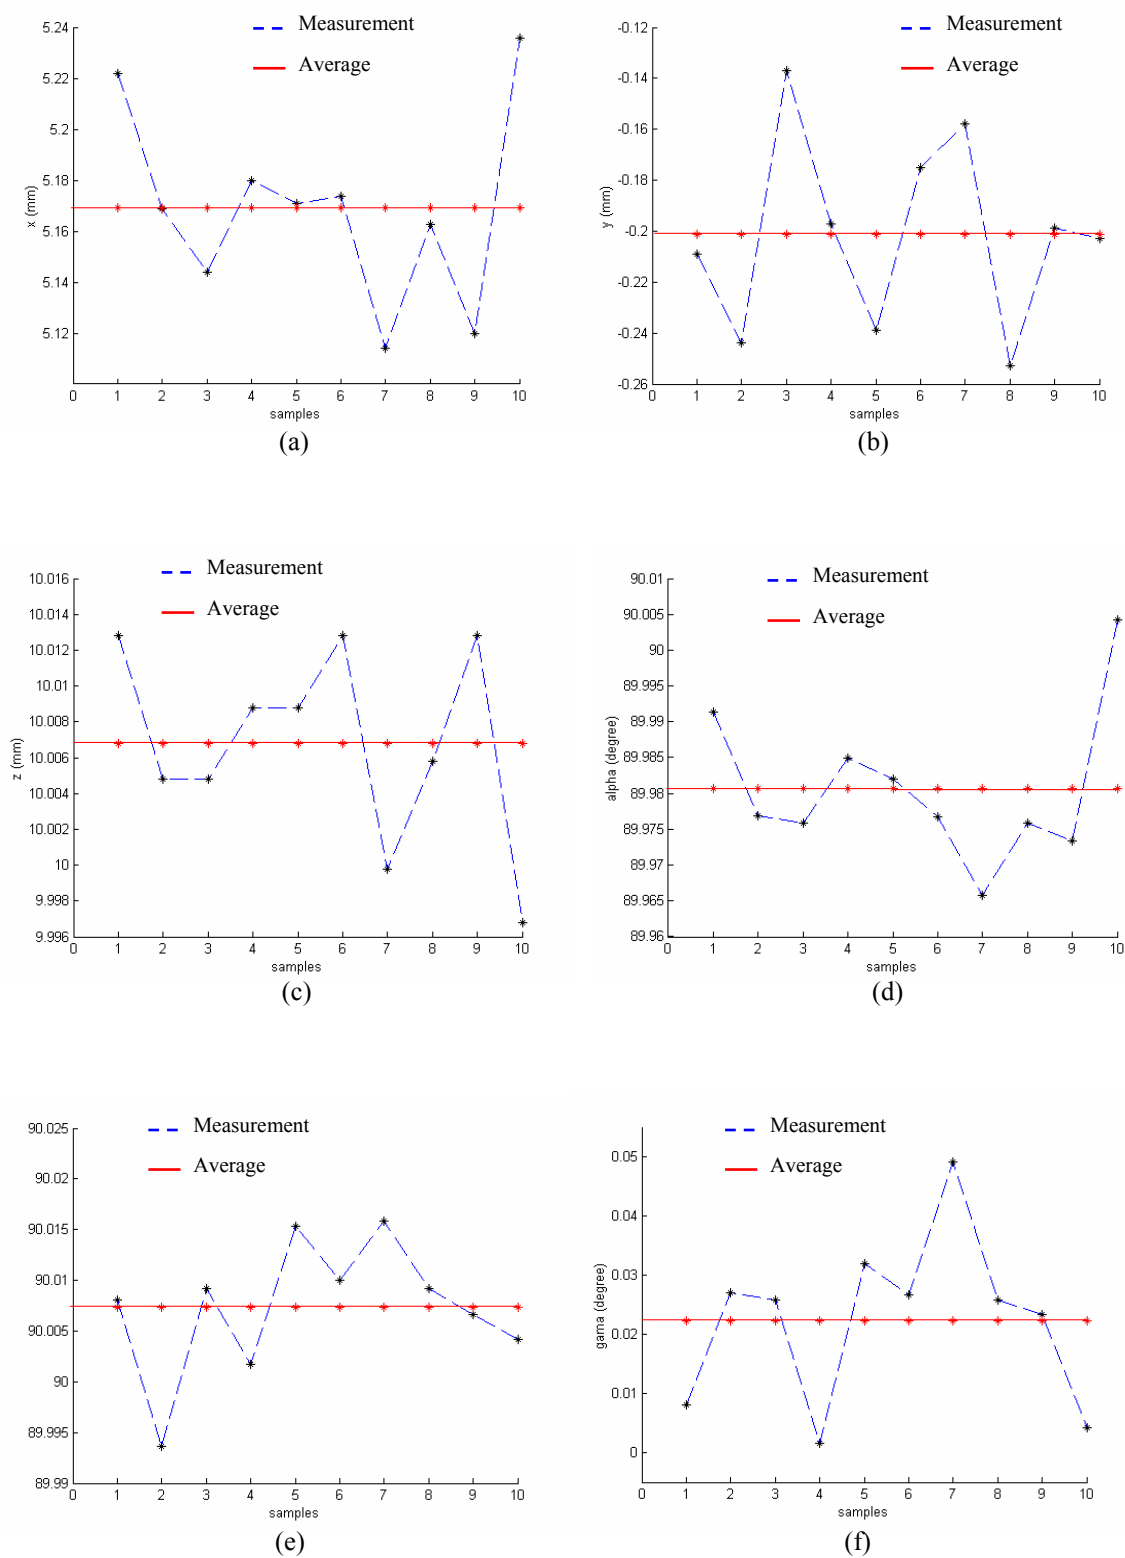 Measurement
Average
5.24
5.22
5.2
5.18
5.16
5.14
5.12
x (mm)
0 1 2 3 4 5 6 7 8 9 10
samples
(a)
Measurement
Average
-0.12
-0.14
-0.16
-0.18
-0.2
-0.22
-0.24
-0.26
y (mm)
0 1 2 3 4 5 6 7 8 9 10
samples
(b)
Measurement
Average
10.016
10.014
10.012
10.01
10.008
10.006
10.004
10.002
10
9.998
9.996
z (mm)
0 1 2 3 4 5 6 7 8 9 10
samples
(c)
Measurement
Average
90.01
90.005
90
89.995
89.99
89.985
89.98
89.975
89.97
89.965
89.96
alpha (degree)
0 1 2 3 4 5 6 7 8 9 10
samples
(d)
Measurement
Average
90.025
90.02
90.015
90.01
90.005
90
89.995
89.99
0 1 2 3 4 5 6 7 8 9 10
samples
(e)
Measurement
Average
0.05
0.04
0.03
0.02
0.01
0
gama (degree)
0 1 2 3 4 5 6 7 8 9 10
samples
(f)